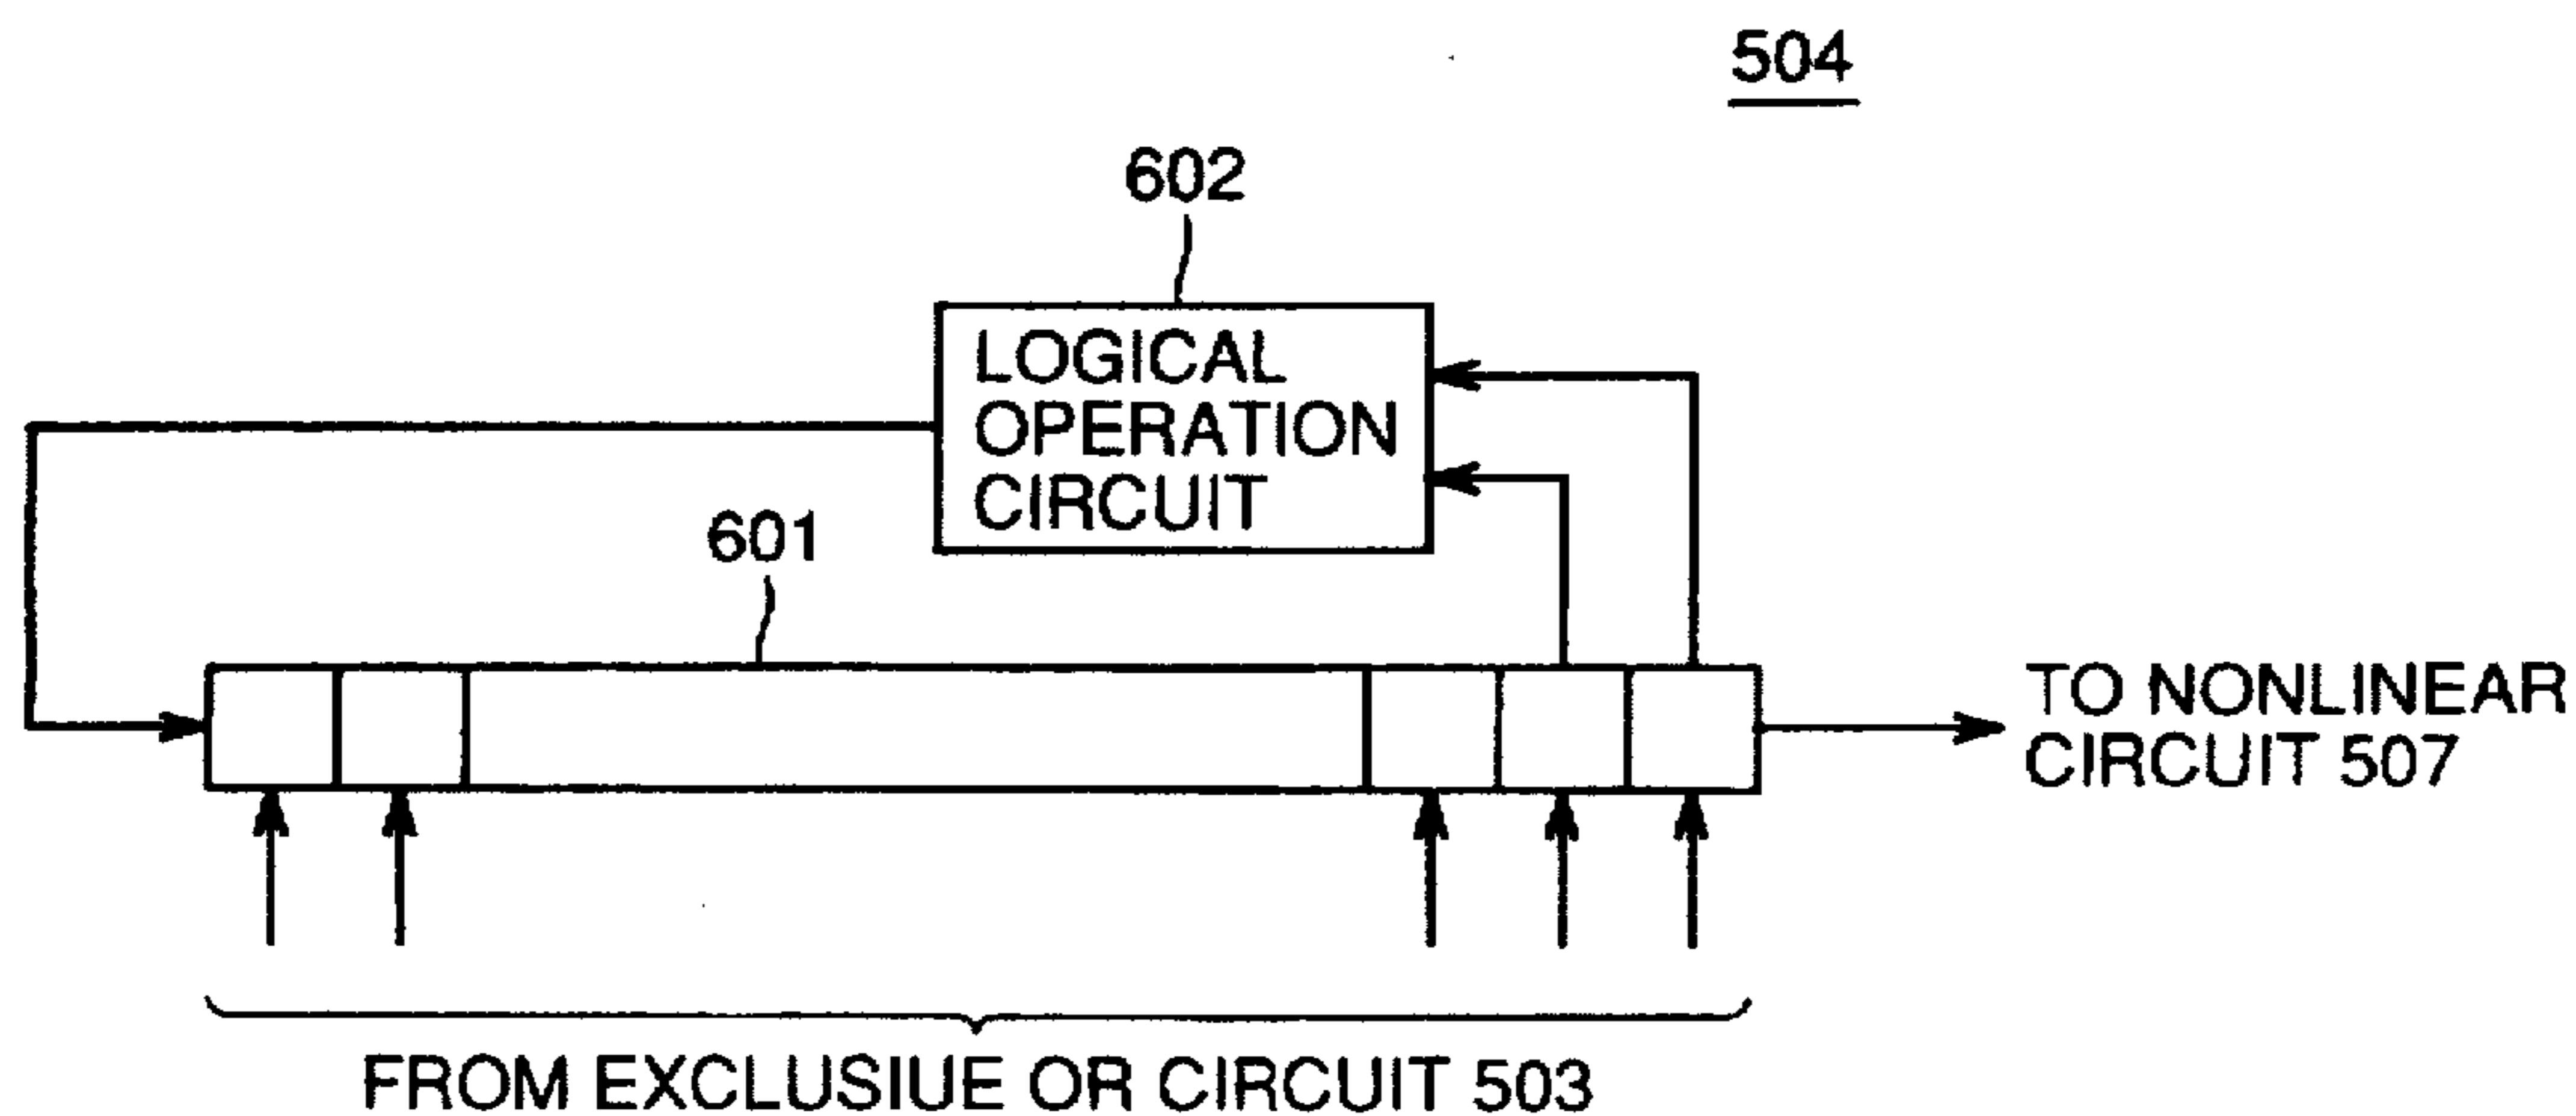 504
602
LOGICAL
OPERATION
CIRCUIT
601
TO NONLINEAR
CIRCUIT 507
FROM EXCLUSIUE OR CIRCUIT 503